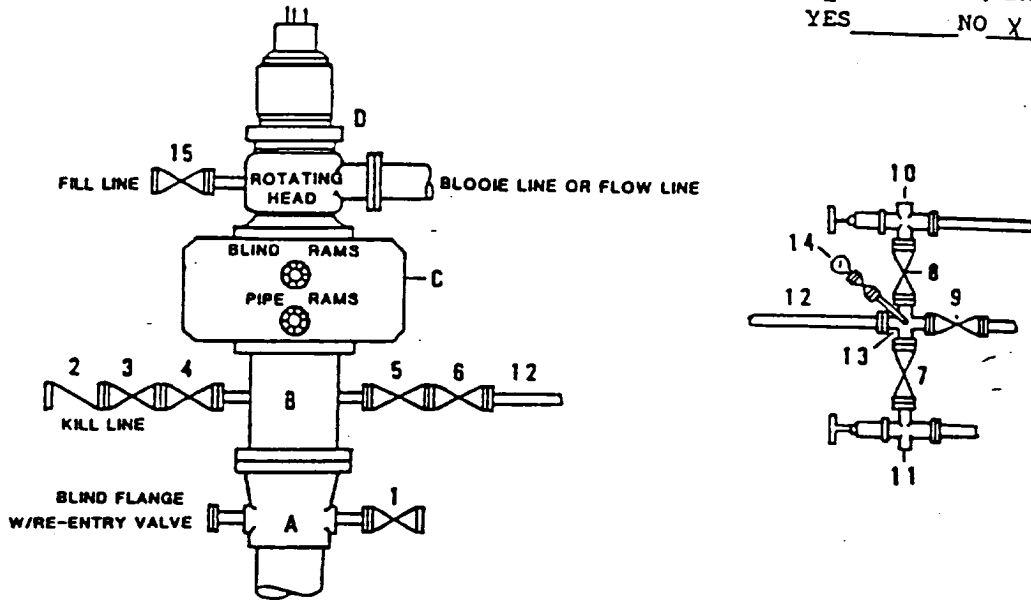 YES NO X
D
15
FILL LINE
ROTATING HEAD
BLOOIE LINE OR FLOW LINE
10
BLIND RAMS
C
14
8
PIPE RAMS
12
9
13
2 3 4
B
5 6 12
7
KILL LINE
11
BLIND FLANGE
W/RE-ENTRY VALVE
A
1